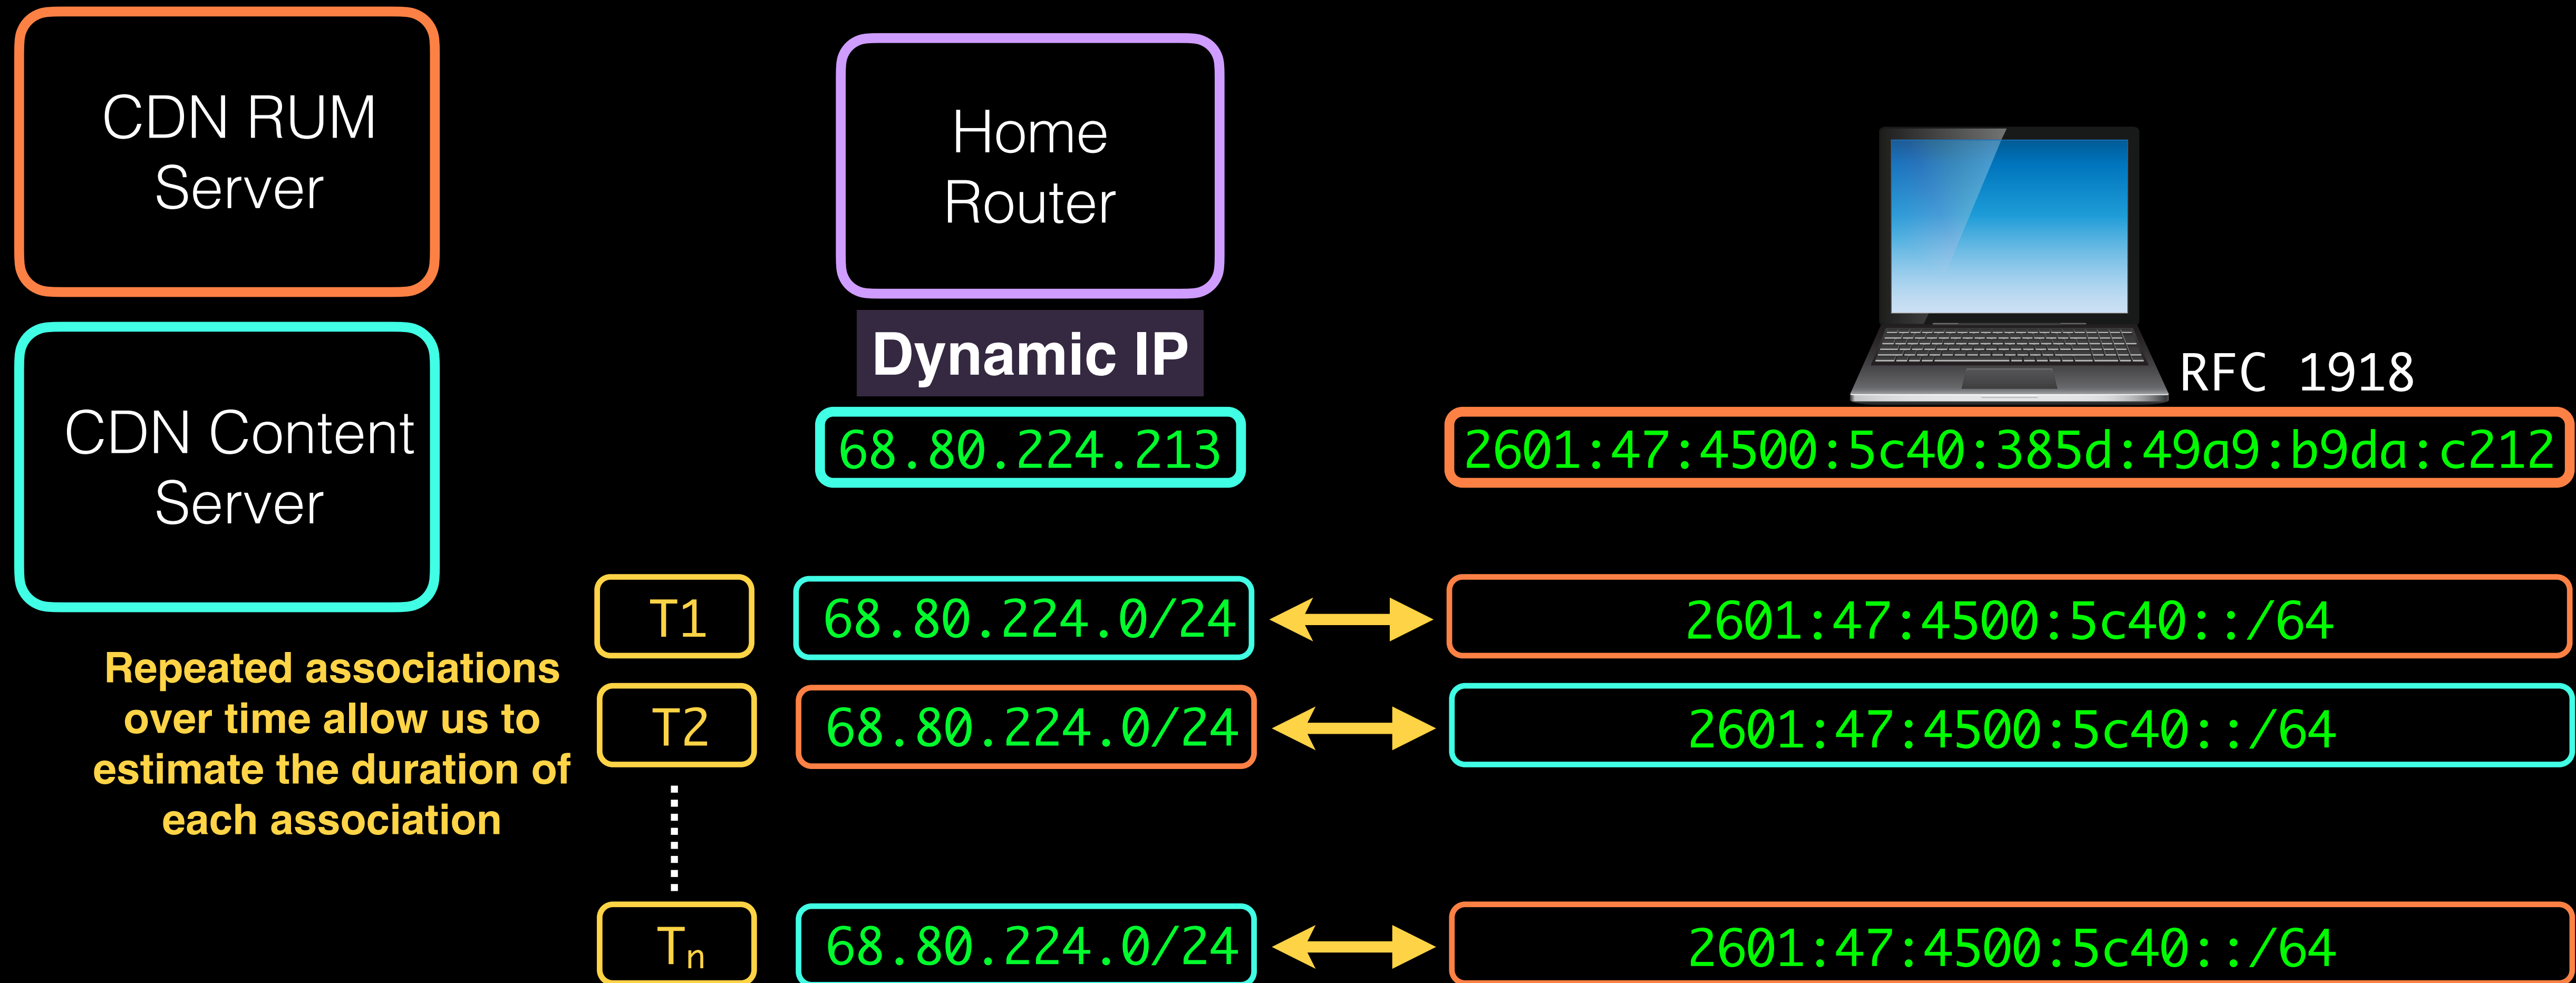 CDN RUM
Server
Home
Router
Dynamic IP
RFC 1918
CDN Content
Server
68.80.224.213
2601:47:4500:5c40:385d:49a9:b9da:c212
T1
68.80.224.0/24
2601:47:4500:5c40::/64
Repeated associations
over time allow us to
estimate the duration of
each association
T2
68.80.224.0/24
2601:47:4500:5c40::/64
Tn
68.80.224.0/24
2601:47:4500:5c40::/64